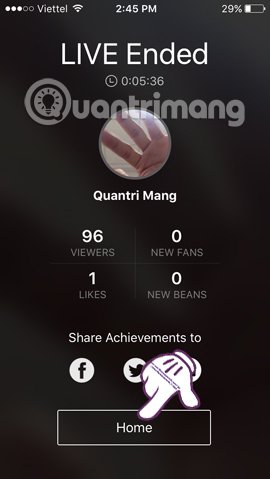 Viettel 2:45 PM 29%
LIVE Ended
0:05:36
Quantrimang
Quantri Mang
96 0
VIEWERS NEW FANS
1 0
LIKES NEW BEANS
Share Achievements to
Home